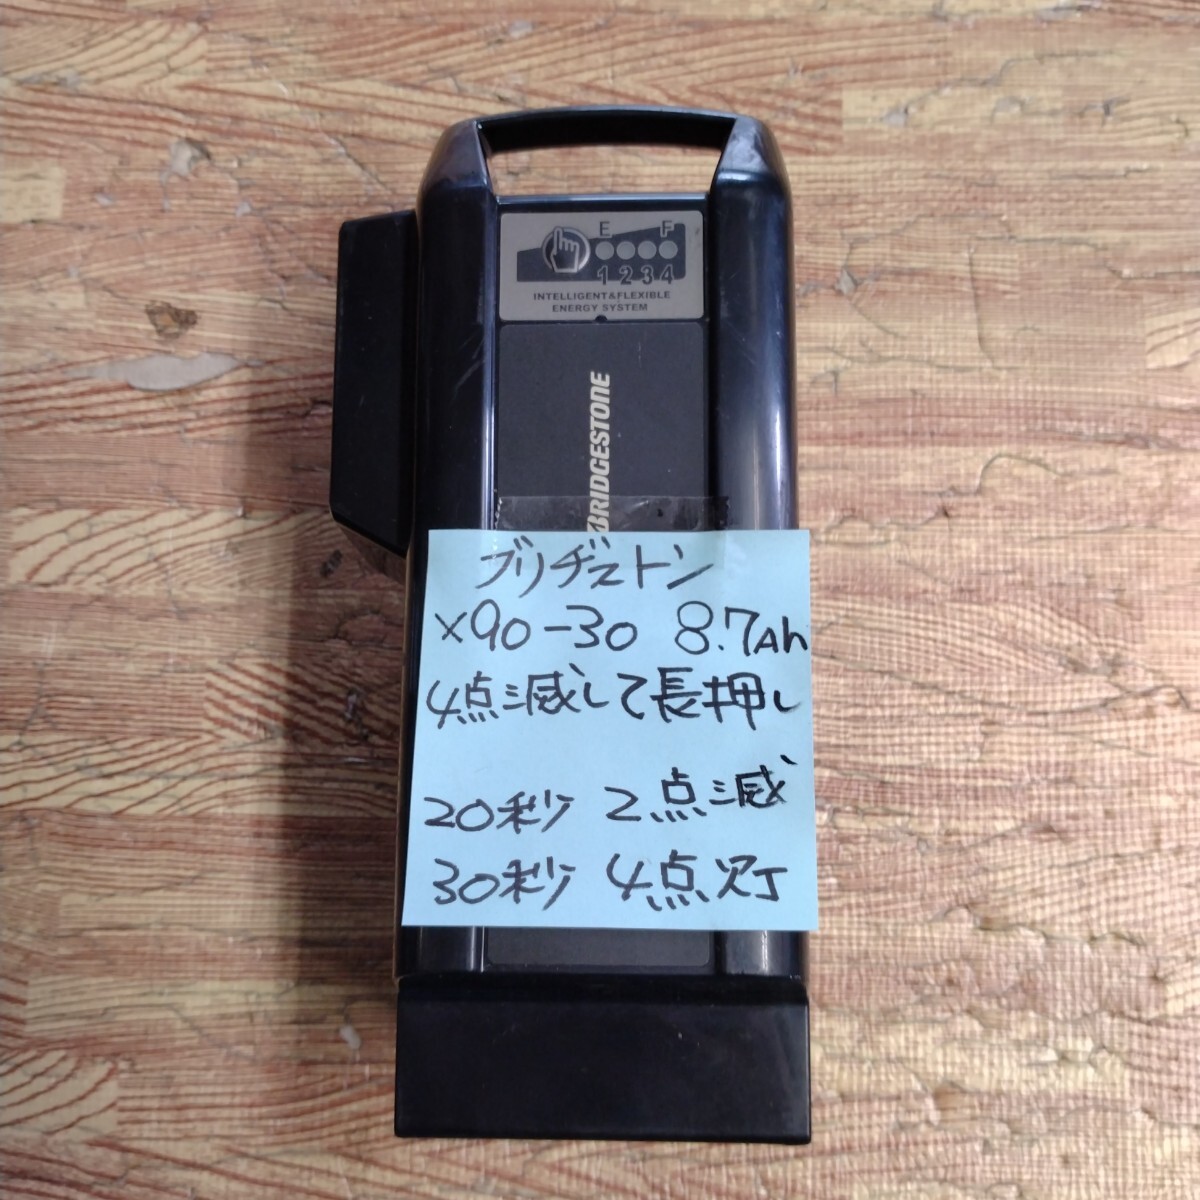 E F
1 2 3 4
INTELLIGENT&FLEXIBLE
ENERGY SYSTEM
BRIDGESTONE
ブリヂストン
X90-30 8.7Ah
4点滅して長押し
20秒 2点滅
30秒 4点灯